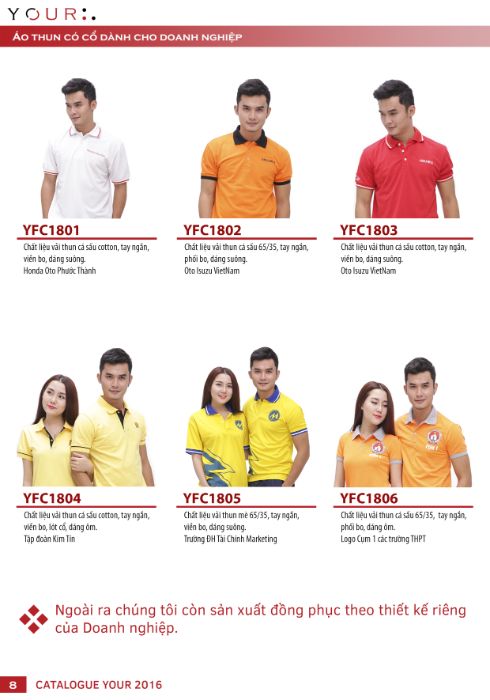 YOUR
ÁO THUN CÓ CỔ DÀNH CHO DOANH NGHIỆP
YFC1801
Chất liệu vải thun cá sấu cotton, tay ngắn,
viền bo, dáng suông.
Honda Oto Phước Thành
YFC1802
Chất liệu vải thun cá sấu 65/35, tay ngắn,
phối bo, dáng suông.
Oto Isuzu VietNam
YFC1803
Chất liệu vải thun cá sấu cotton, tay ngắn,
viền bo, dáng suông.
Oto Isuzu VietNam
YFC1804
Chất liệu vải thun cá sấu cotton, tay ngắn,
viền bo, lót cổ, dáng ôm.
Tập đoàn Kim Tín
YFC1805
Chất liệu vải thun mè 65/35, tay ngắn,
viền bo, dáng suông.
Trường ĐH Tài Chính Marketing
YFC1806
Chất liệu vải thun cá sấu 65/35, tay ngắn,
phối bo, dáng ôm.
Logo Cụm 1 các trường THPT
Ngoài ra chúng tôi còn sản xuất đồng phục theo thiết kế riêng
của Doanh nghiệp.
8 CATALOGUE YOUR 2016